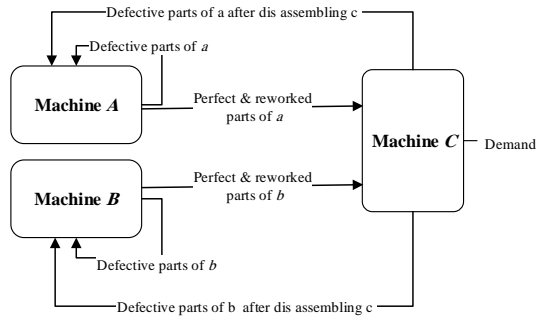 Defective parts of a after dis assembling c
Defective parts of a
Machine A
Perfect & reworked
parts of a
Machine C
Demand
Machine B
Perfect & reworked
parts of b
Defective parts of b
Defective parts of b after dis assembling c